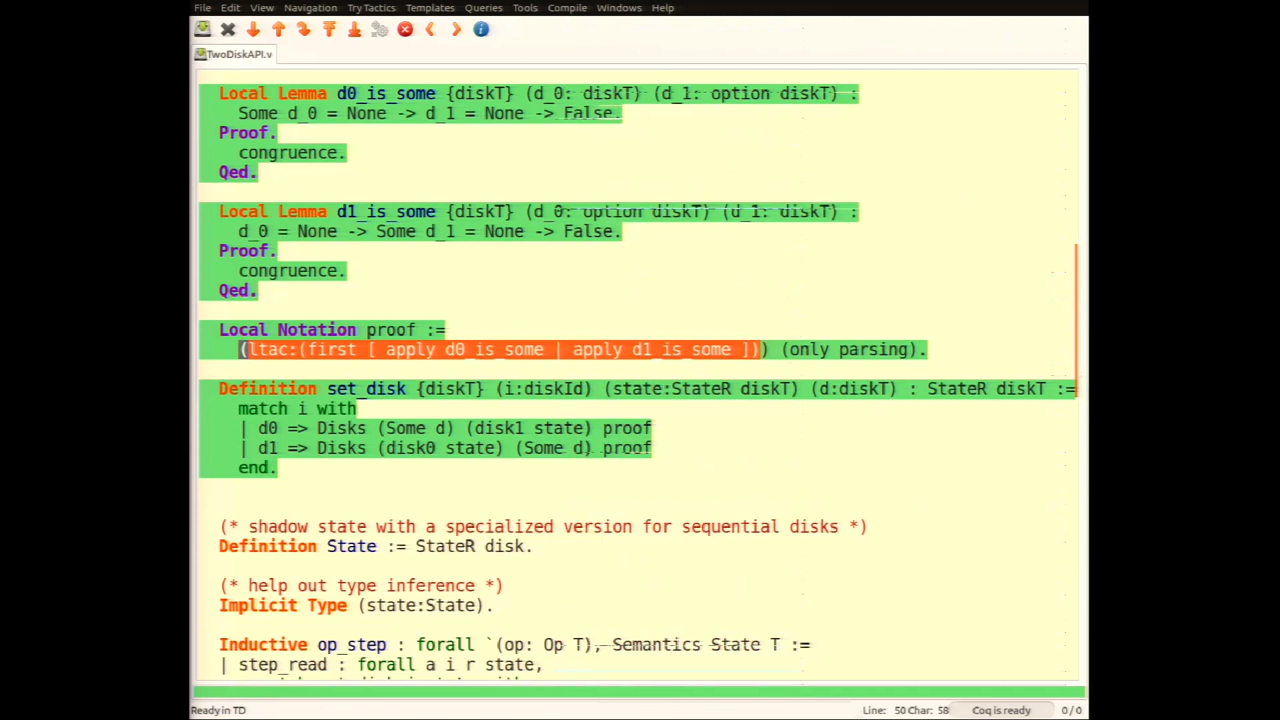 File Edit View Navigation Try Tactics Templates Queries Tools Compile Windows Help
TwoDiskAPI.v
Local Lemma d0_is_some {diskT} (d_0: diskT) (d_1: option diskT) :
Some d_0 = None -> d_1 = None -> False.
Proof.
congruence.
Qed.
Local Lemma d1_is_some {diskT} (d_0: option diskT) (d_1: diskT) :
d_0 = None -> Some d_1 = None -> False.
Proof.
congruence.
Qed.
Local Notation proof :=
(ltac:(first [ apply d0_is_some | apply d1_is_some ])) (only parsing).
Definition set_disk {diskT} (i:diskId) (state:StateR diskT) (d:diskT) : StateR diskT :=
match i with
| d0 => Disks (Some d) (disk1 state) proof
| d1 => Disks (disk0 state) (Some d) proof
end.
(* shadow state with a specialized version for sequential disks *)
Definition State := StateR disk.
(* help out type inference *)
Implicit Type (state:State).
Inductive op_step : forall `(op: Op T), Semantics State T :=
| step_read : forall a i r state,
Ready in TD Line: 50 Char: 58 Coq is ready 0 / 0